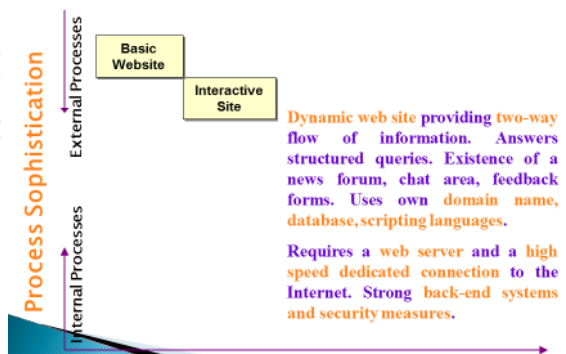 Process Sophistication
External Processes
Internal Processes
Basic
Website
Interactive
Site
Dynamic web site providing two-way
flow of information. Answers
structured queries. Existence of a
news forum, chat area, feedback
forms. Uses own domain name,
database, scripting languages.
Requires a web server and a high
speed dedicated connection to the
Internet. Strong back-end systems
and security measures.